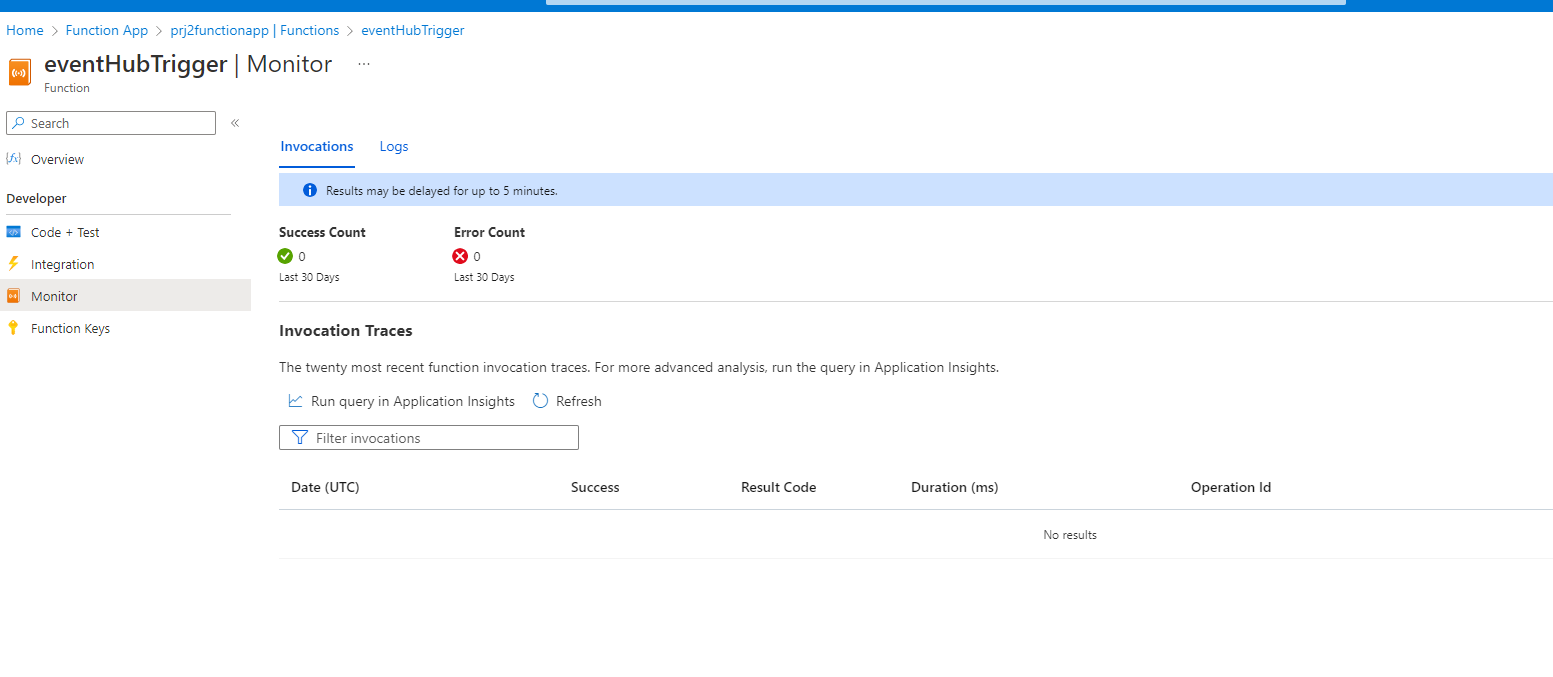 Home > Function App > prj2functionapp | Functions > eventHubTrigger
eventHubTrigger | Monitor ...
Function
Search «
Overview
Developer
Code + Test
Integration
Monitor
Function Keys
Invocations Logs
Results may be delayed for up to 5 minutes.
Success Count Error Count
0 0
Last 30 Days Last 30 Days
Invocation Traces
The twenty most recent function invocation traces. For more advanced analysis, run the query in Application Insights.
Run query in Application Insights Refresh
Filter invocations
Date (UTC) Success Result Code Duration (ms) Operation Id
No results